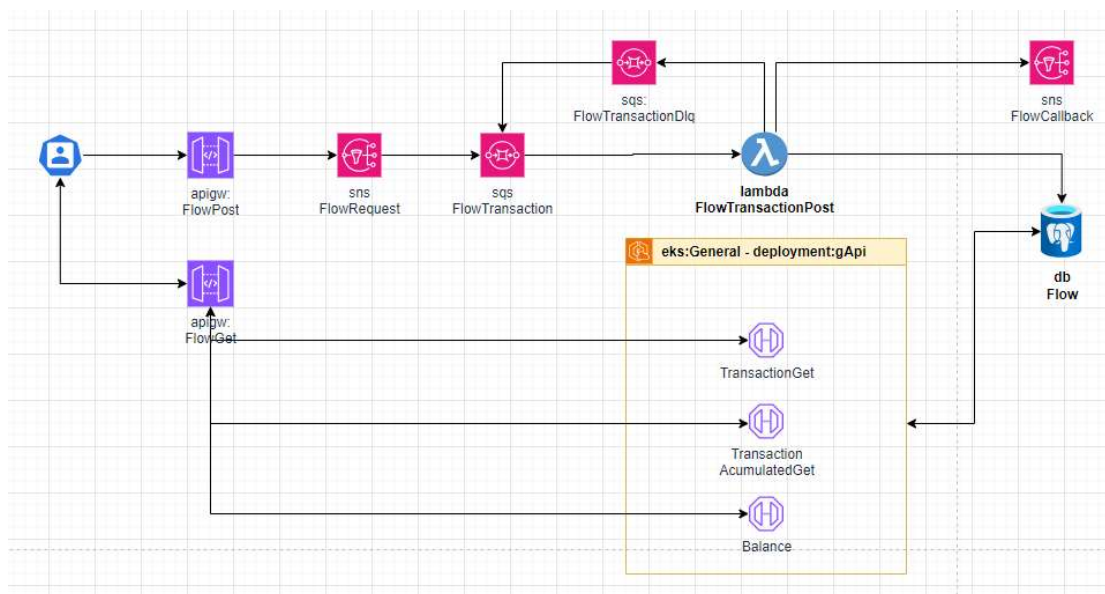 sqs:
FlowTransactionDlq
sns
FlowCallback
apigw:
FlowPost
sns
FlowRequest
sqs
FlowTransaction
lambda
FlowTransactionPost
eks:General - deployment:gApi
db
Flow
apigw:
FlowGet
TransactionGet
Transaction
AcumulatedGet
Balance